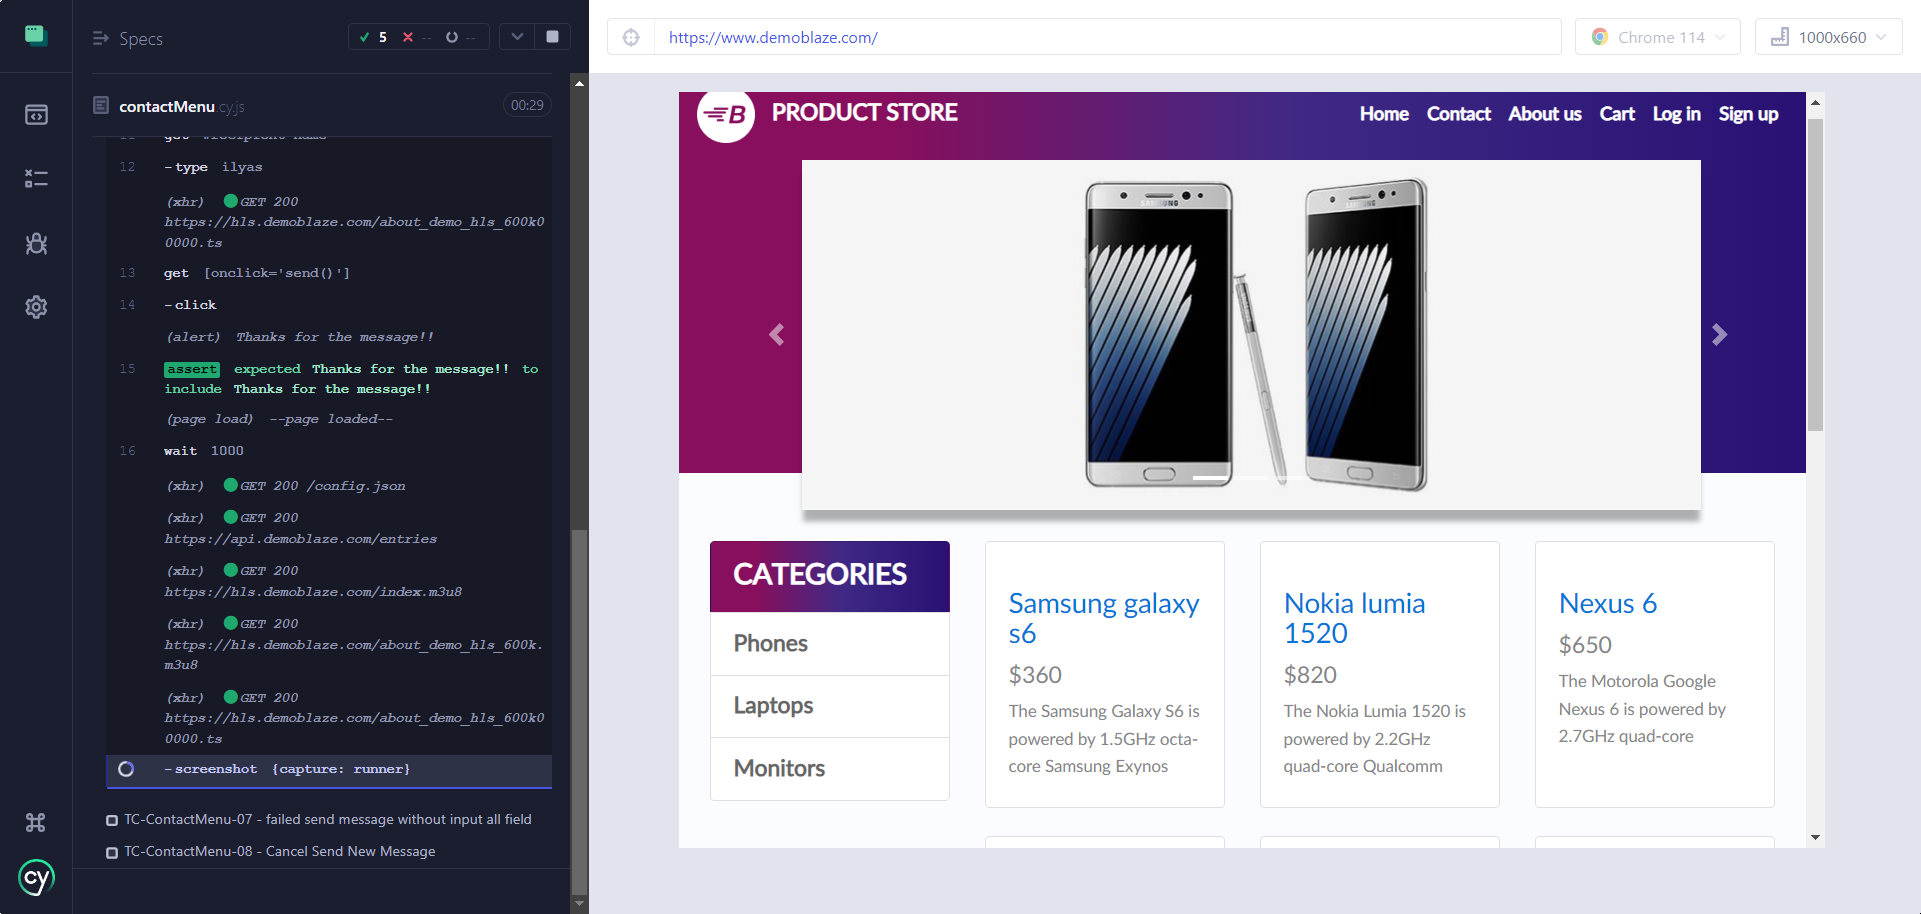 Specs
5 -- --
https://www.demoblaze.com/
Chrome 114
1000x660
contactMenu.cy.js
00:29
12 -type ilyas
(xhr) GET 200
https://hls.demoblaze.com/about_demo_hls_600k0
0000.ts
13 get [onclick='send()']
14 -click
(alert) Thanks for the message!!
15 assert expected Thanks for the message!! to
include Thanks for the message!!
(page load) --page loaded--
16 wait 1000
(xhr) GET 200 /config.json
(xhr) GET 200
https://api.demoblaze.com/entries
(xhr) GET 200
https://hls.demoblaze.com/index.m3u8
(xhr) GET 200
https://hls.demoblaze.com/about_demo_hls_600k.
m3u8
(xhr) GET 200
https://hls.demoblaze.com/about_demo_hls_600k0
0000.ts
-screenshot {capture: runner}
TC-ContactMenu-07 - failed send message without input all field
TC-ContactMenu-08 - Cancel Send New Message
cy
B PRODUCT STORE
Home Contact About us Cart Log in Sign up
SAMSUNG
SAMSUNG
CATEGORIES
Phones
Laptops
Monitors
Samsung galaxy
s6
$360
The Samsung Galaxy S6 is
powered by 1.5GHz octa-
core Samsung Exynos
Nokia lumia
1520
$820
The Nokia Lumia 1520 is
powered by 2.2GHz
quad-core Qualcomm
Nexus 6
$650
The Motorola Google
Nexus 6 is powered by
2.7GHz quad-core